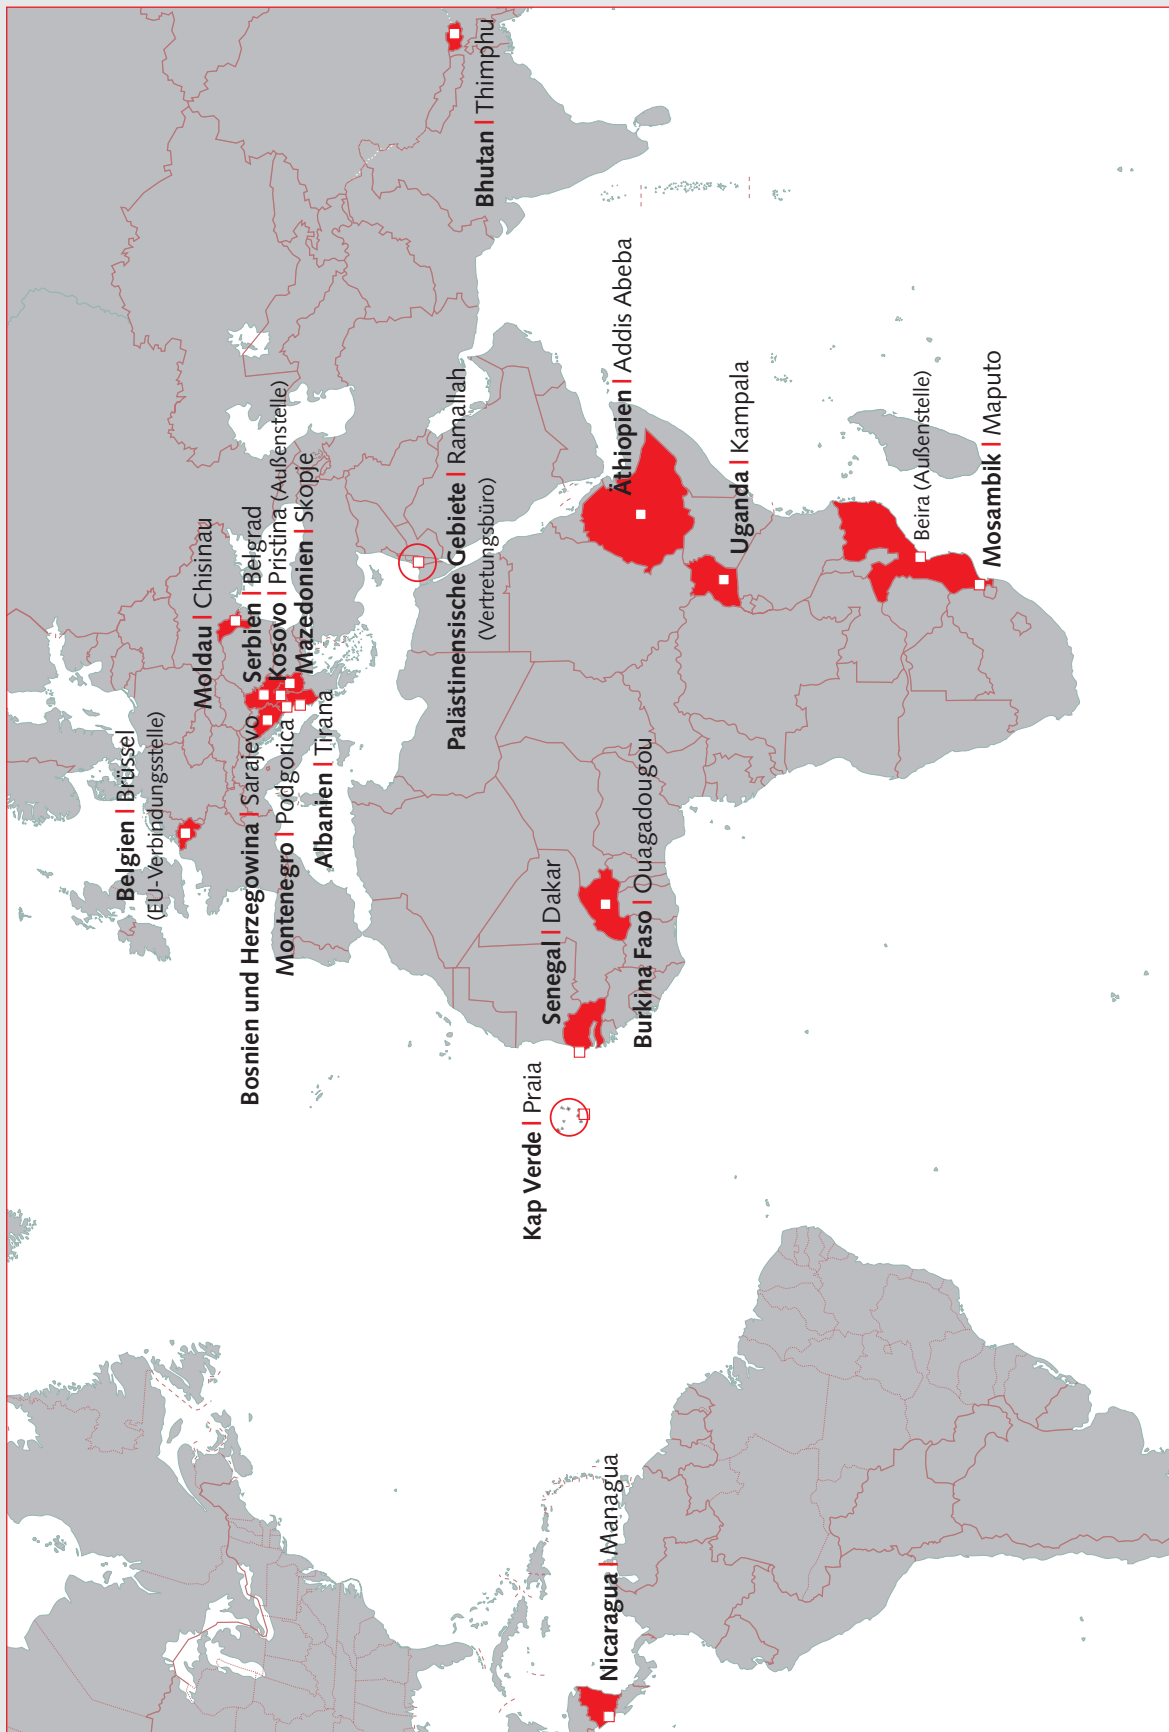 Belgien | Brüssel
(EU-Verbindungsstelle)
Moldau | Chisinau
Bosnien und Herzegowina | Sarajevo
Serbien | Belgrad
Kosovo | Pristina (Außenstelle)
Montenegro | Podgorica
Mazedonien | Skopje
Albanien | Tirana
Palästinensische Gebiete | Ramallah
(Vertretungsbüro)
Bhutan | Thimphu
Kap Verde | Praia
Senegal | Dakar
Burkina Faso | Ouagadougou
Äthiopien | Addis Abeba
Nicaragua | Managua
Uganda | Kampala
Beira (Außenstelle)
Mosambik | Maputo